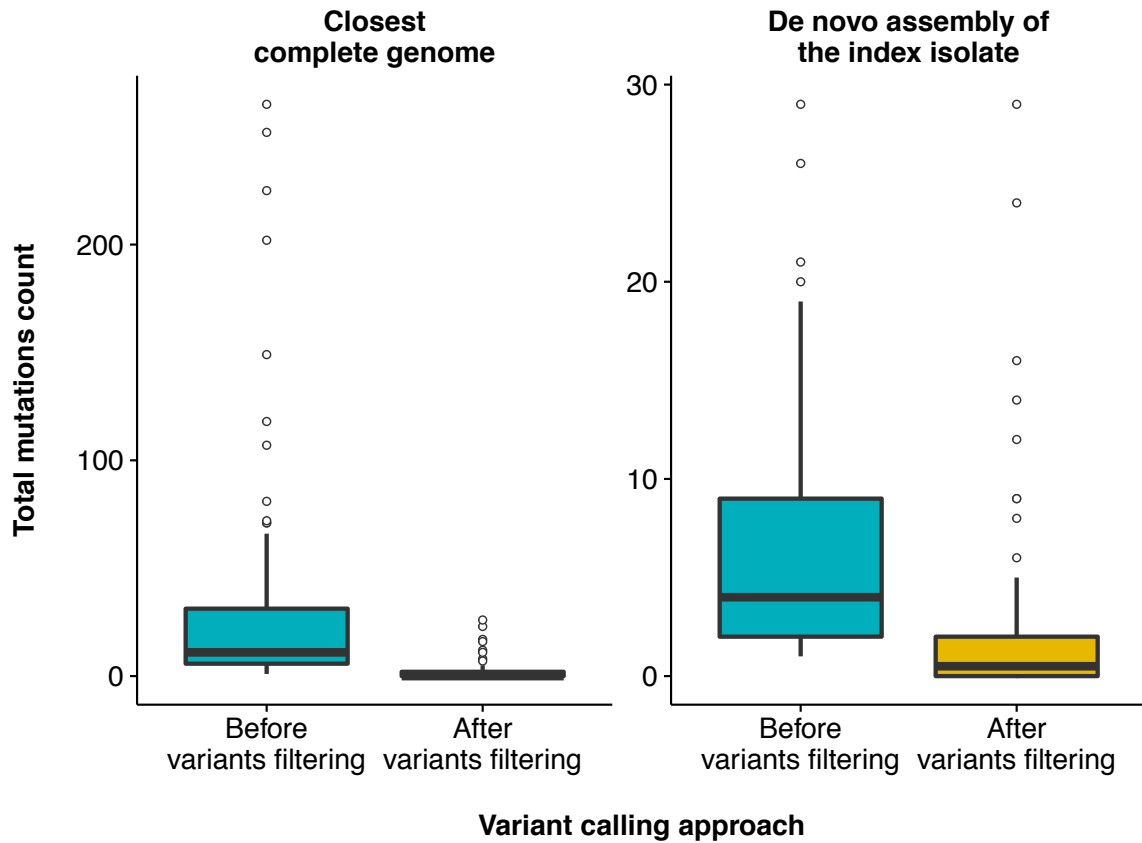 Closest
complete genome
De novo assembly of
the index isolate
Total mutations count
200
100
0
30
20
10
0
Before
variants filtering
After
variants filtering
Before
variants filtering
After
variants filtering
Variant calling approach